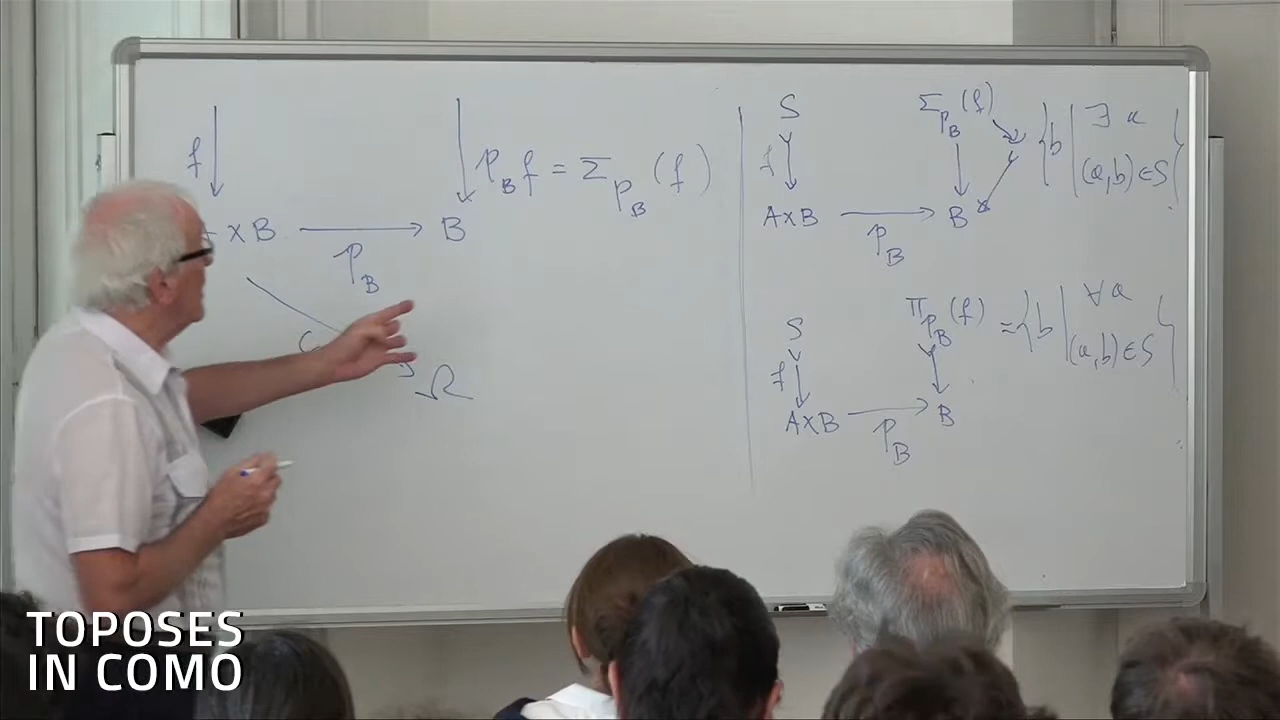 f
p_B f = Σ_{p_B} (f)
× B
B
p_B
Ω
S
f
A×B
p_B
Σ_{p_B} (f)
B
{b | ∃ a
(a,b) ∈ S}
S
f
A×B
p_B
Π_{p_B} (f) = {b | ∀a
(a,b) ∈ S}
B
TOPOSES
IN COMO